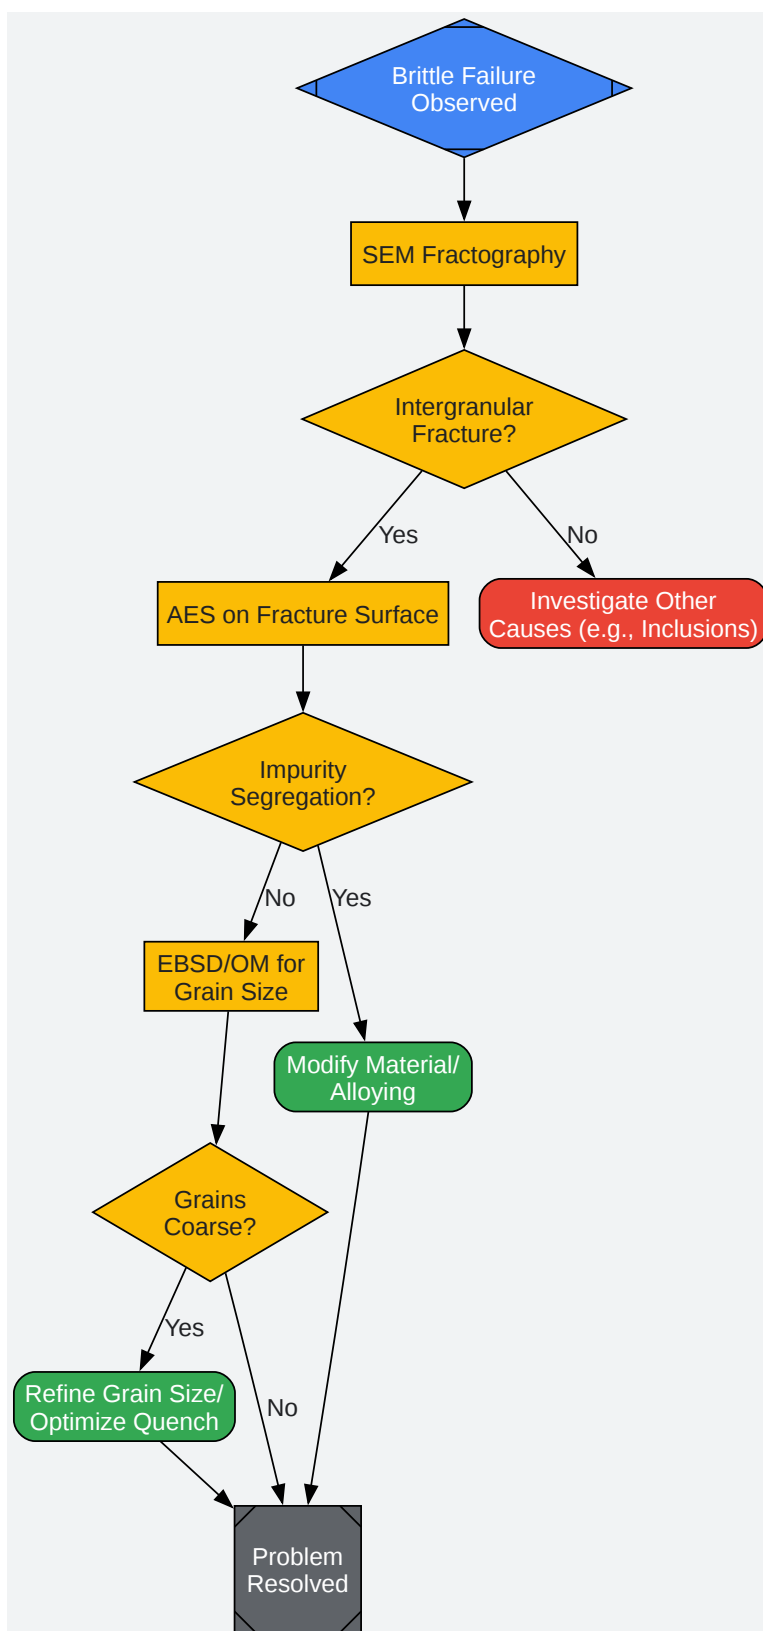 Brittle Failure
Observed
SEM Fractography
Intergranular
Fracture?
Yes
No
AES on Fracture Surface
Investigate Other
Causes (e.g., Inclusions)
Impurity
Segregation?
No
Yes
EBSD/OM for
Grain Size
Modify Material/
Alloying
Grains
Coarse?
Yes
Refine Grain Size/
Optimize Quench
No
Problem
Resolved